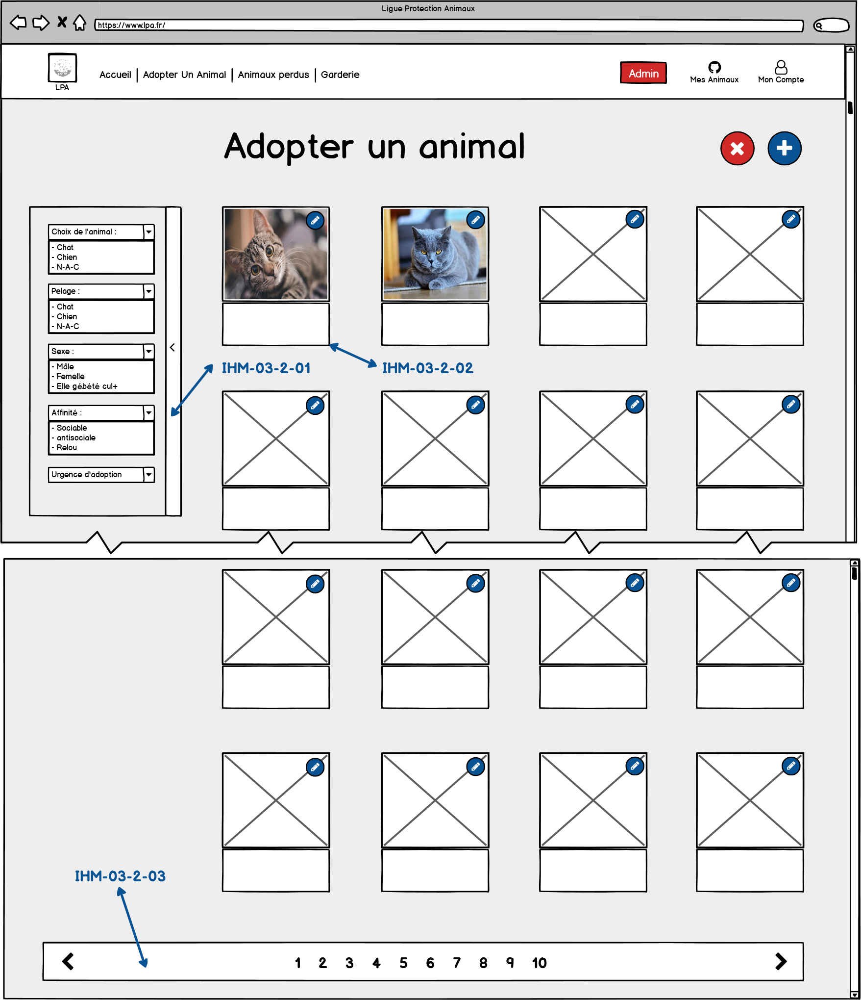 Ligue Protection Animaux
https://www.lpa.fr/
LPA
Accueil | Adopter Un Animal | Animaux perdus | Garderie
Admin
Mes Animaux
Mon Compte
Adopter un animal
Choix de l'animal :
- Chat
- Chien
- N-A-C
Pelage :
- Chat
- Chien
- N-A-C
Sexe :
- Mâle
- Femelle
- Elle gébété cul+
Affinité :
- Sociable
- antisociale
- Relou
Urgence d'adoption
IHM-03-2-01
IHM-03-2-02
IHM-03-2-03
1 2 3 4 5 6 7 8 9 10